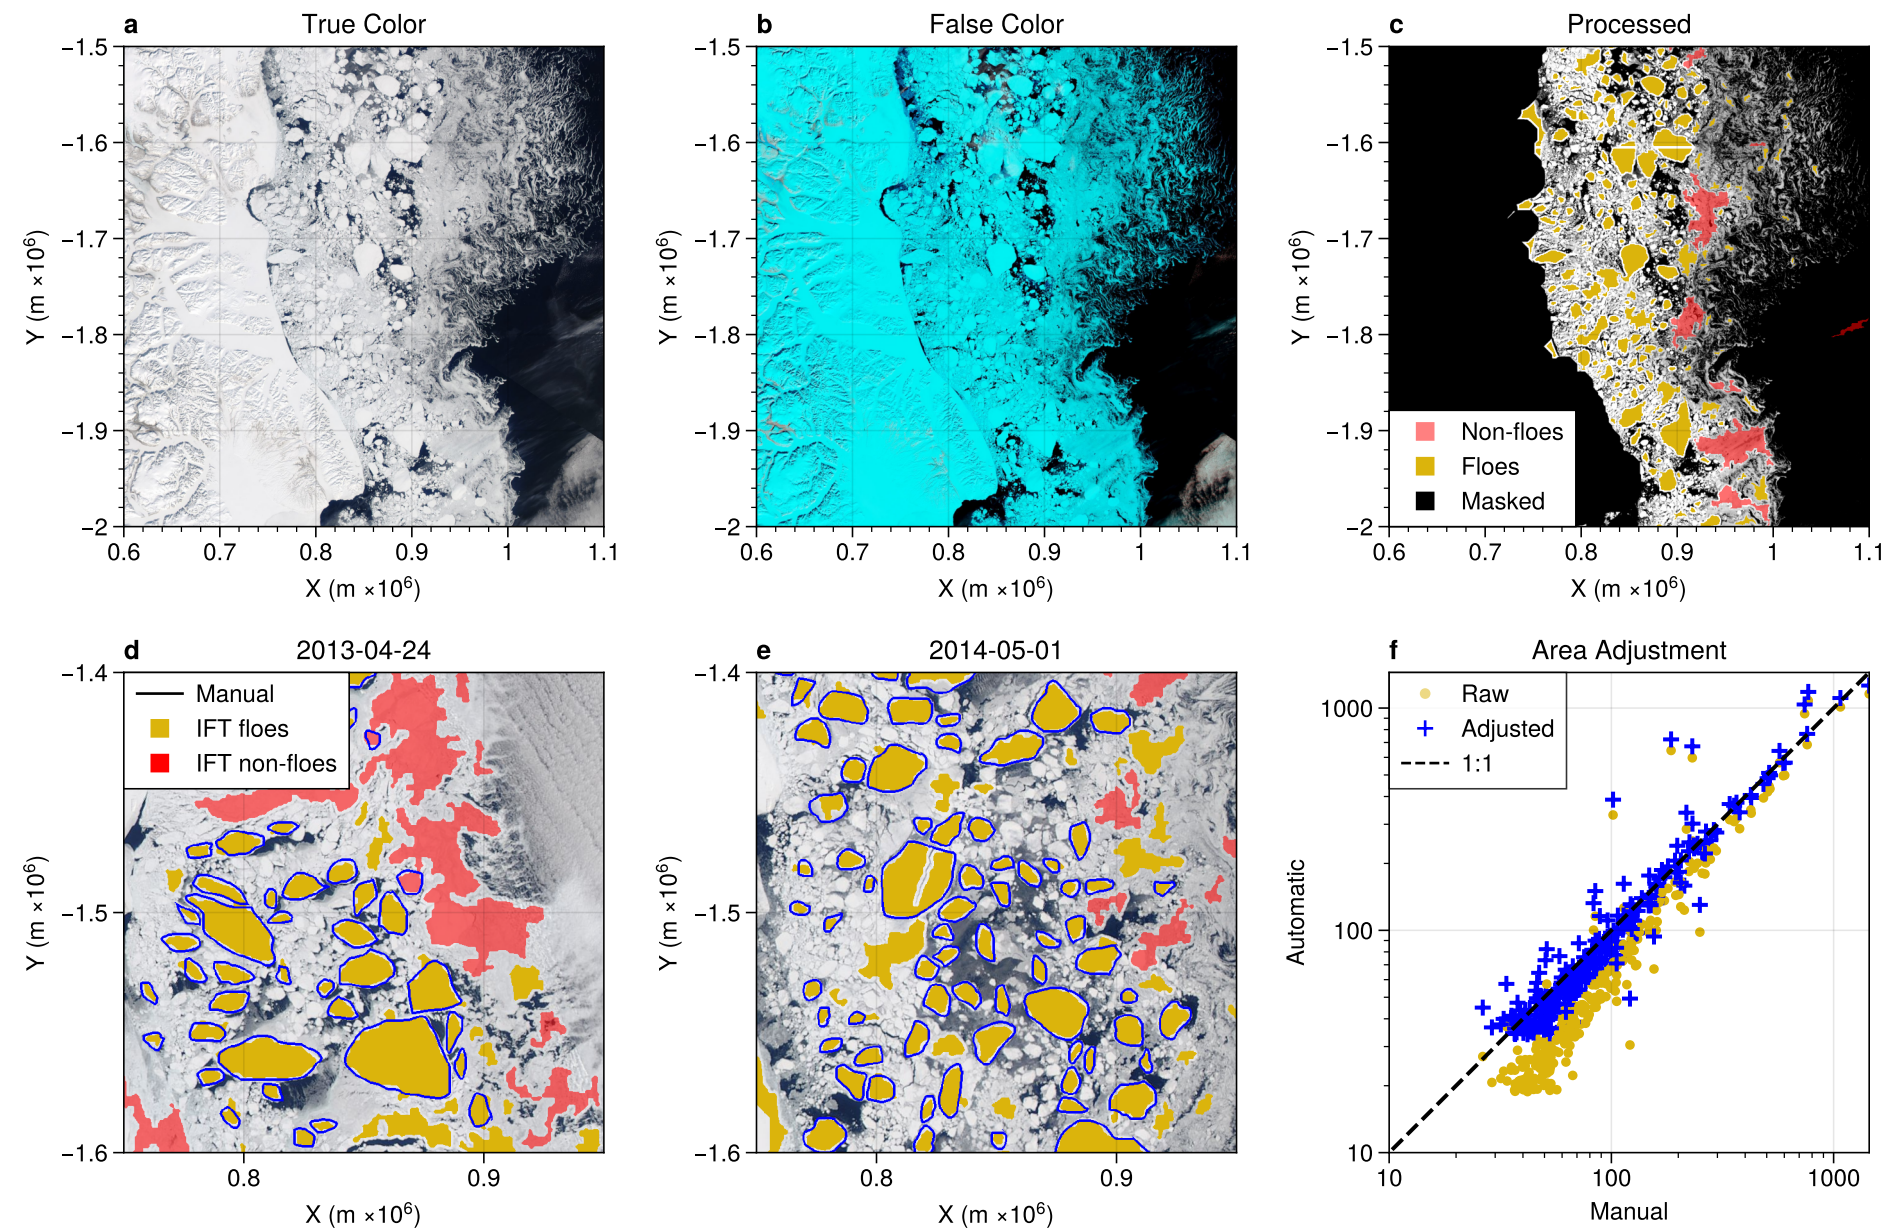 a True Color
−1.5
−1.6
−1.7
−1.8
−1.9
−2
Y (m ×10⁶)
0.6 0.7 0.8 0.9 1 1.1
X (m ×10⁶)
b False Color
−1.5
−1.6
−1.7
−1.8
−1.9
−2
Y (m ×10⁶)
0.6 0.7 0.8 0.9 1 1.1
X (m ×10⁶)
c Processed
−1.5
−1.6
−1.7
−1.8
−1.9
−2
Y (m ×10⁶)
Non-floes
Floes
Masked
0.6 0.7 0.8 0.9 1 1.1
X (m ×10⁶)
d 2013-04-24
−1.4
−1.5
−1.6
Y (m ×10⁶)
Manual
IFT floes
IFT non-floes
0.8 0.9
X (m ×10⁶)
e 2014-05-01
−1.4
−1.5
−1.6
Y (m ×10⁶)
0.8 0.9
X (m ×10⁶)
f Area Adjustment
Raw
Adjusted
1:1
1000
100
10
Automatic
10 100 1000
Manual